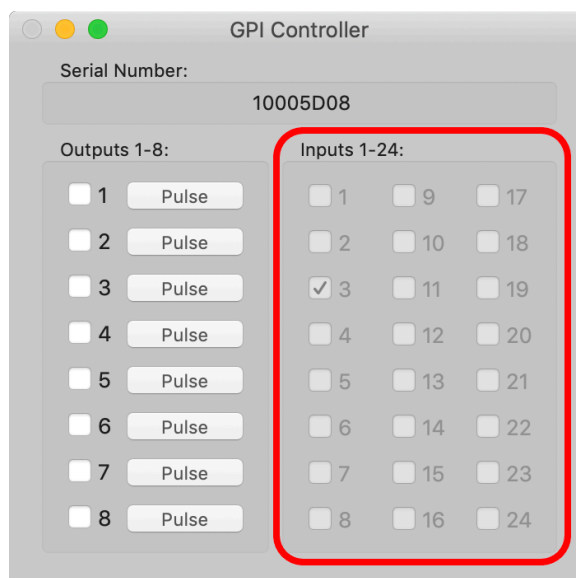 GPI Controller
Serial Number:
10005D08
Outputs 1-8:
1 Pulse
2 Pulse
3 Pulse
4 Pulse
5 Pulse
6 Pulse
7 Pulse
8 Pulse
Inputs 1-24:
1 9 17
2 10 18
3 11 19
4 12 20
5 13 21
6 14 22
7 15 23
8 16 24